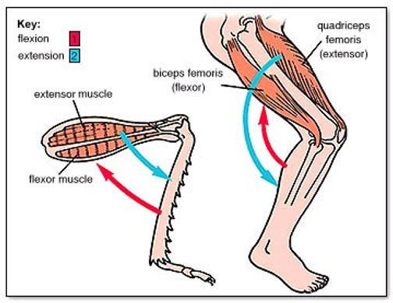 Key:
flexion 1
extension 2
extensor muscle
flexor muscle
biceps femoris
(flexor)
quadriceps
femoris
(extensor)